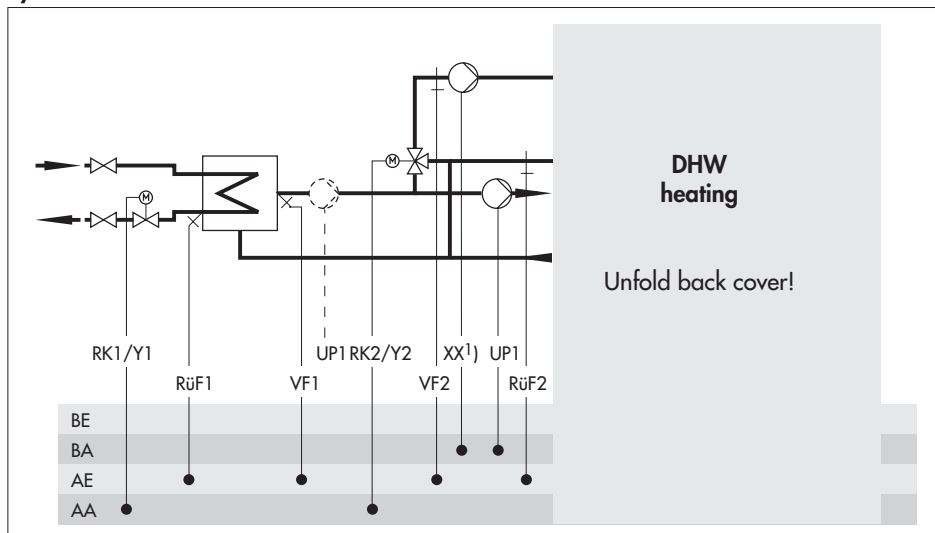 M
M
DHW
heating
Unfold back cover!
RK1/Y1
UP1 RK2/Y2
XX1)
UP1
RüF1
VF1
VF2
RüF2
BE
BA
AE
AA